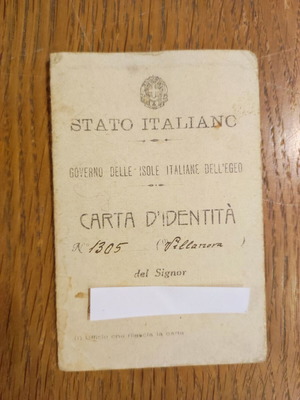 STATO ITALIANO
GOVERNO DELLE ISOLE ITALIANE DELL'EGEO
CARTA D'IDENTITÀ
N 1305 (Villanova)
del Signor